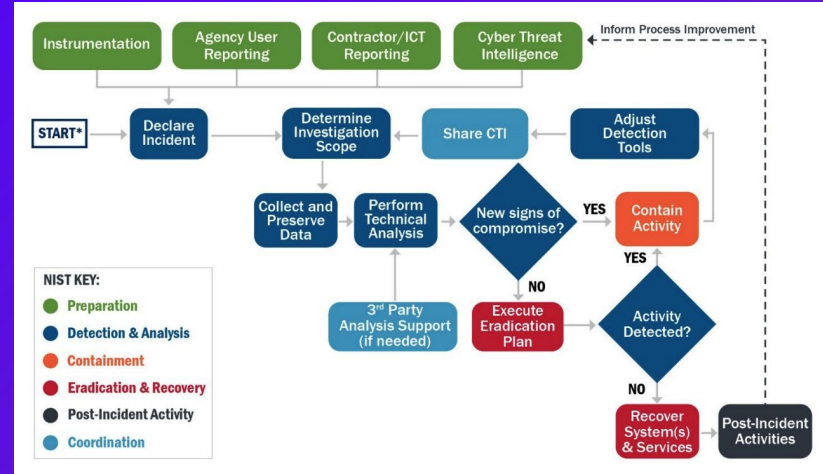 Instrumentation
Agency User
Reporting
Contractor/ICT
Reporting
Cyber Threat
Intelligence
Inform Process Improvement
START*
Declare
Incident
Determine
Investigation
Scope
Share CTI
Adjust
Detection
Tools
Collect and
Preserve
Data
Perform
Technical
Analysis
New signs of
compromise?
YES
Contain
Activity
YES
NO
3rd Party
Analysis Support
(if needed)
Execute
Eradication
Plan
Activity
Detected?
NO
Recover
System(s)
& Services
Post-Incident
Activities
NIST KEY:
Preparation
Detection & Analysis
Containment
Eradication & Recovery
Post-Incident Activity
Coordination